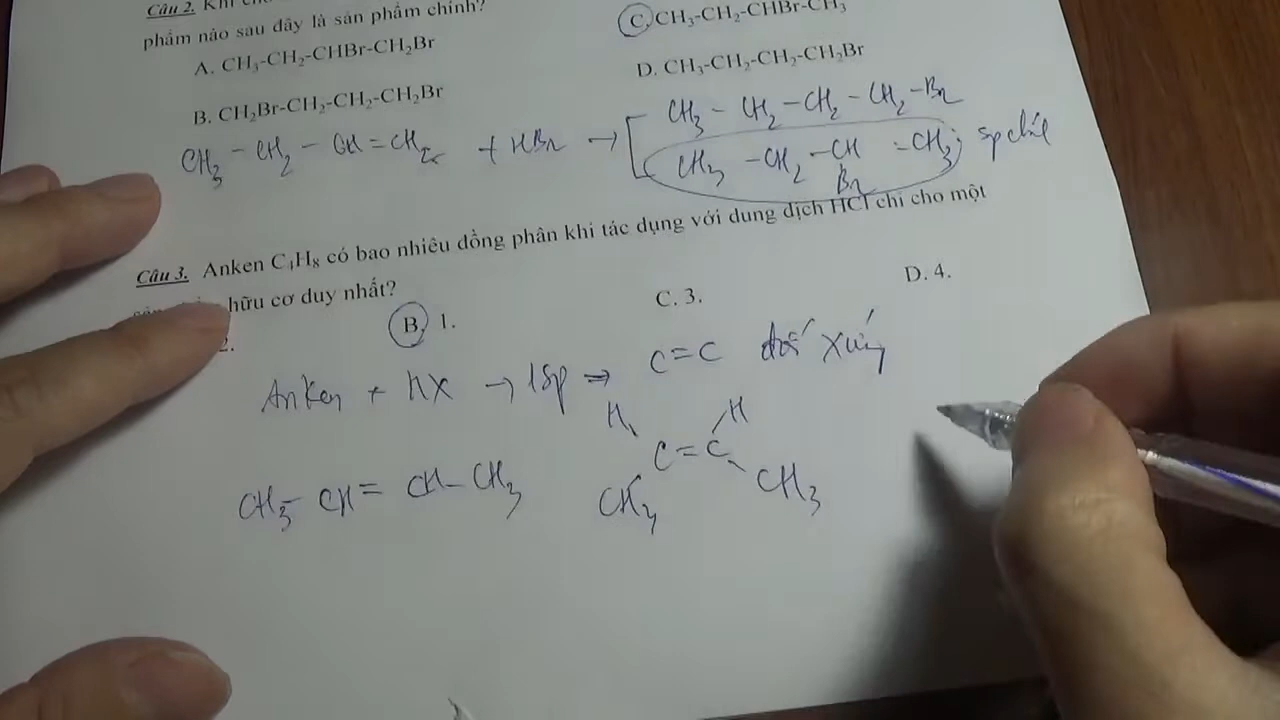 Câu 2. Khi
phẩm nào sau đây là sản phẩm chính?
A. CH₃-CH₂-CHBr-CH₂Br
C. CH₃-CH₂-CHBr-CH₃
B. CH₂Br-CH₂-CH₂-CH₂Br
D. CH₃-CH₂-CH₂-CH₂Br
CH₃ - CH₂ - CH = CH₂ + HBr → [ CH₃ - CH₂ - CH₂ - CH₂ - Br
CH₃ - CH₂ - CH - CH₃ sp chính
Br
Câu 3. Anken C₄H₈ có bao nhiêu đồng phân khi tác dụng với dung dịch HCl chỉ cho một
hữu cơ duy nhất?
2. B. 1. C. 3. D. 4.
Anken + HX → 1sp ⇒ C=C đối xứng
H H
C=C
CH₃- CH = CH - CH₃ CH₃ CH₃